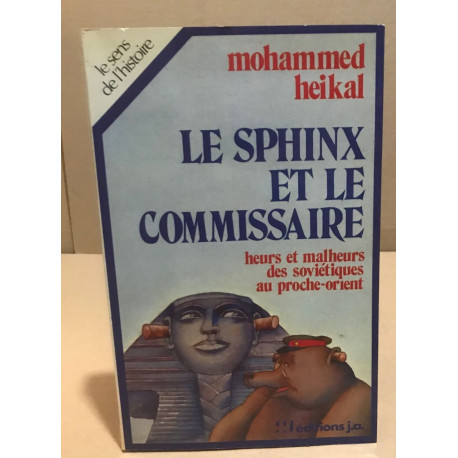 le sens
de l'histoire
mohammed
heikal
LE SPHINX
ET LE
COMMISSAIRE
heurs et malheurs
des soviétiques
au proche-orient
éditions j.a.